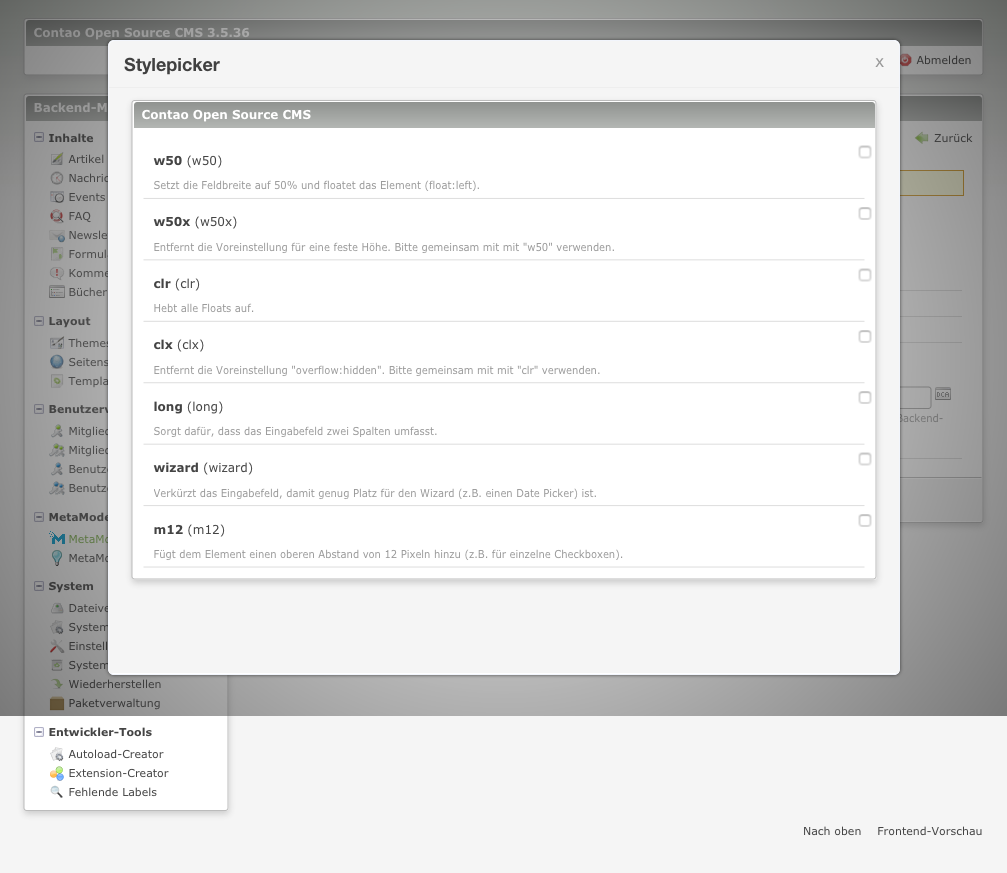 Contao Open Source CMS 3.5.36
Abmelden
Stylepicker
x
Contao Open Source CMS
w50 (w50)
Setzt die Feldbreite auf 50% und floatet das Element (float:left).
w50x (w50x)
Entfernt die Voreinstellung für eine feste Höhe. Bitte gemeinsam mit mit "w50" verwenden.
clr (clr)
Hebt alle Floats auf.
clx (clx)
Entfernt die Voreinstellung "overflow:hidden". Bitte gemeinsam mit mit "clr" verwenden.
long (long)
Sorgt dafür, dass das Eingabefeld zwei Spalten umfasst.
wizard (wizard)
Verkürzt das Eingabefeld, damit genug Platz für den Wizard (z.B. einen Date Picker) ist.
m12 (m12)
Fügt dem Element einen oberen Abstand von 12 Pixeln hinzu (z.B. für einzelne Checkboxen).
Backend-M
Zurück
Inhalte
Artikel
Nachric
Events
FAQ
Newsle
Formul
Komme
Bücher
Layout
Themes
Seitens
Templa
Benutzerv
Mitglied
Mitglied
Benutz
Benutz
MetaMode
MetaMo
MetaMo
System
Dateive
System
Einstell
System
Wiederherstellen
Paketverwaltung
DCA
Backend-
Entwickler-Tools
Autoload-Creator
Extension-Creator
Fehlende Labels
Nach oben
Frontend-Vorschau